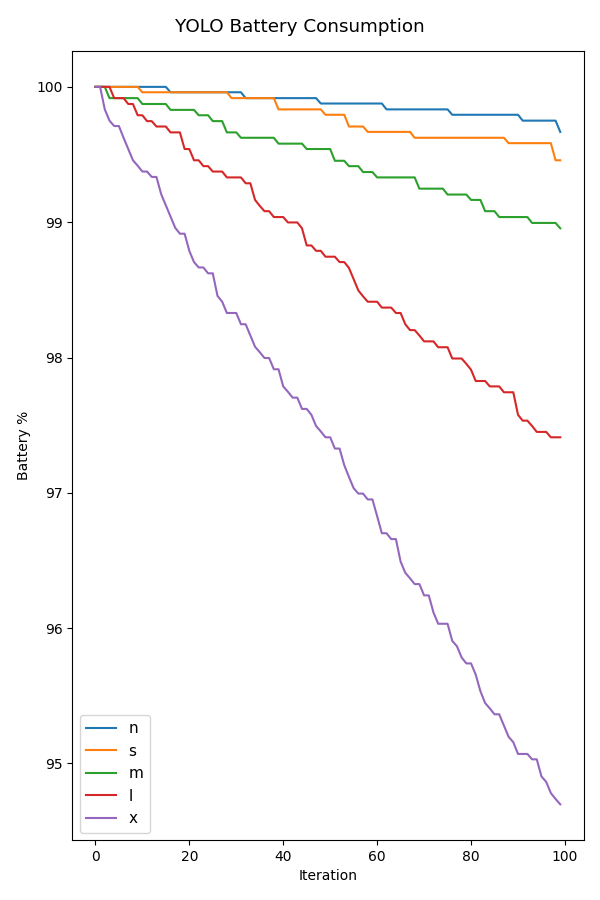 YOLO Battery Consumption
Battery %
100
99
98
97
96
95
n
s
m
l
x
0 20 40 60 80 100
Iteration